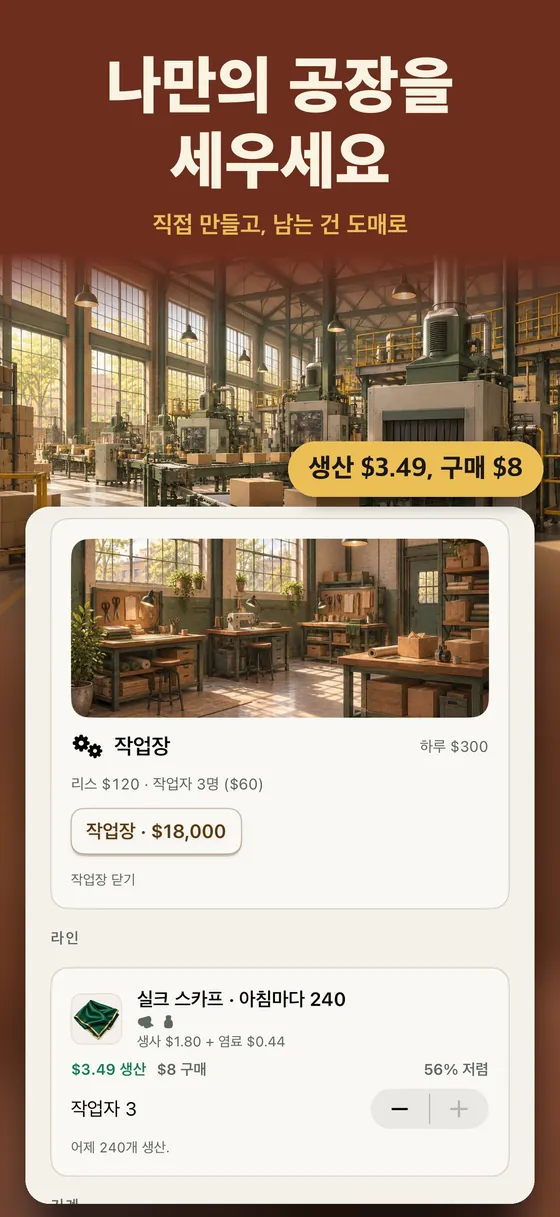 나만의 공장을
세우세요
직접 만들고, 남는 건 도매로
생산 $3.49, 구매 $8
작업장
하루 $300
리스 $120 · 작업자 3명 ($60)
작업장 · $18,000
작업장 닫기
라인
실크 스카프 · 아침마다 240
생사 $1.80 + 염료 $0.44
$3.49 생산 $8 구매
56% 저렴
작업자 3
어제 240개 생산.